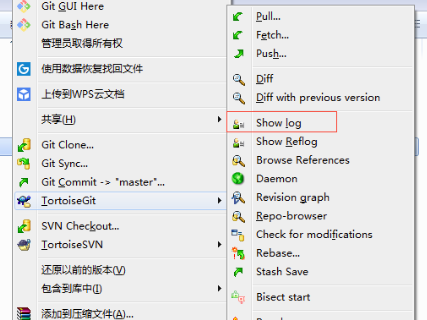 Git GUI Here
Git Bash Here
管理员取得所有权
使用数据恢复找回文件
上传到WPS云文档
共享(H)
Git Clone...
Git Sync...
Git Commit -> "master"...
TortoiseGit
SVN Checkout...
TortoiseSVN
还原以前的版本(V)
包含到库中(I)
添加到压缩文件(A)...
Pull...
Fetch...
Push...
Diff
Diff with previous version
Show log
Show Reflog
Browse References
Daemon
Revision graph
Repo-browser
Check for modifications
Rebase...
Stash Save
Bisect start